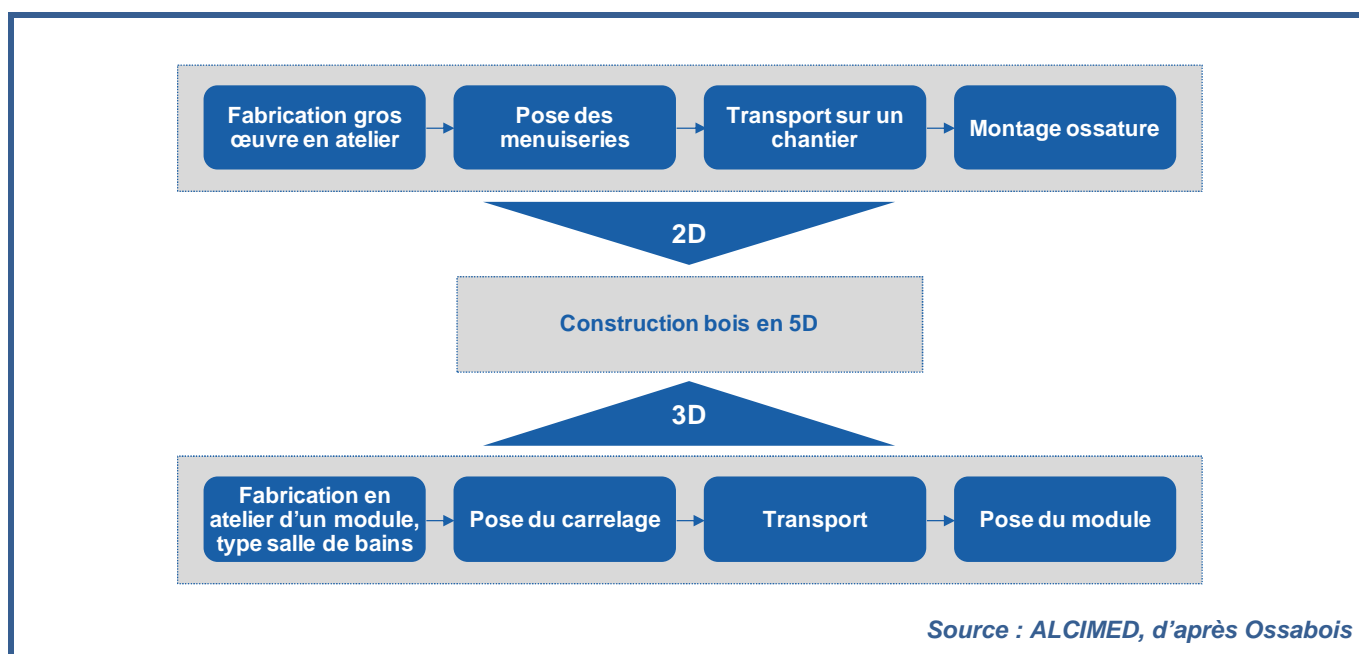 Fabrication gros
œuvre en atelier
Pose des
menuiseries
Transport sur un
chantier
Montage ossature
2D
Construction bois en 5D
3D
Fabrication en
atelier d’un module,
type salle de bains
Pose du carrelage
Transport
Pose du module
Source : ALCIMED, d’après Ossabois